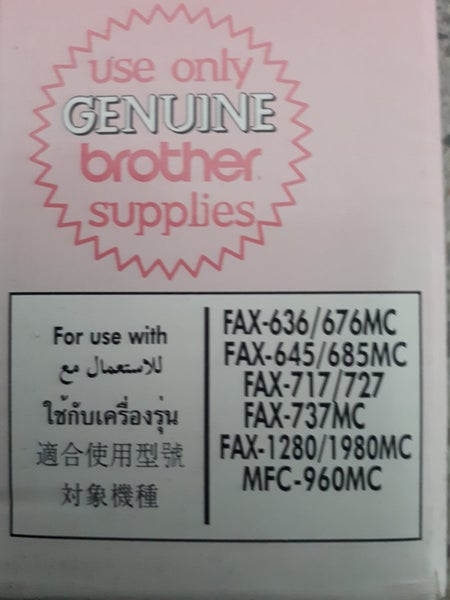 use only
GENUINE
brother
supplies
For use with
للاستعمال مع
ใช้กับเครื่องรุ่น
適合使用型號
対象機種
FAX-636/676MC
FAX-645/685MC
FAX-717/727
FAX-737MC
FAX-1280/1980MC
MFC-960MC